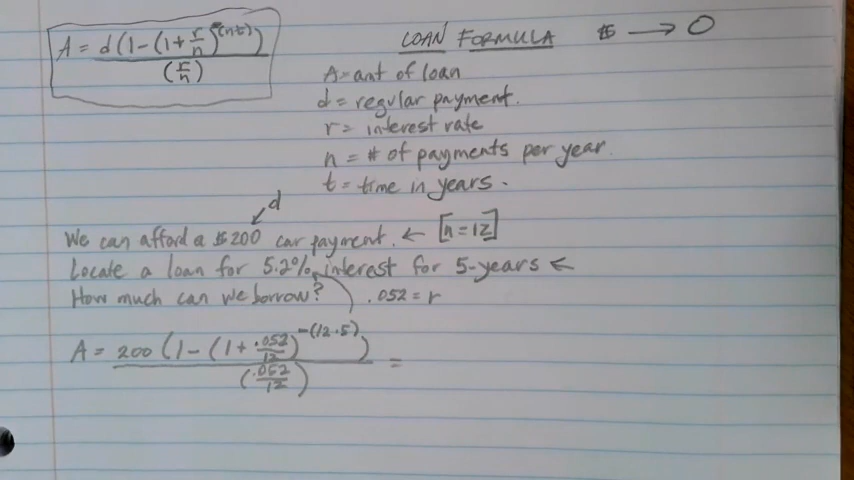 A = d(1-(1+r/n)^-(nt)) / (r/n)
LOAN FORMULA $ → 0
A = amt of loan
d = regular payment.
r = interest rate
n = # of payments per year.
t = time in years.
d
We can afford a $200 car payment. ← [n=12]
Locate a loan for 5.2% interest for 5-years ←
How much can we borrow? .052 = r
A = 200(1-(1+.052/12)^-(12·5)) / (.052/12) =